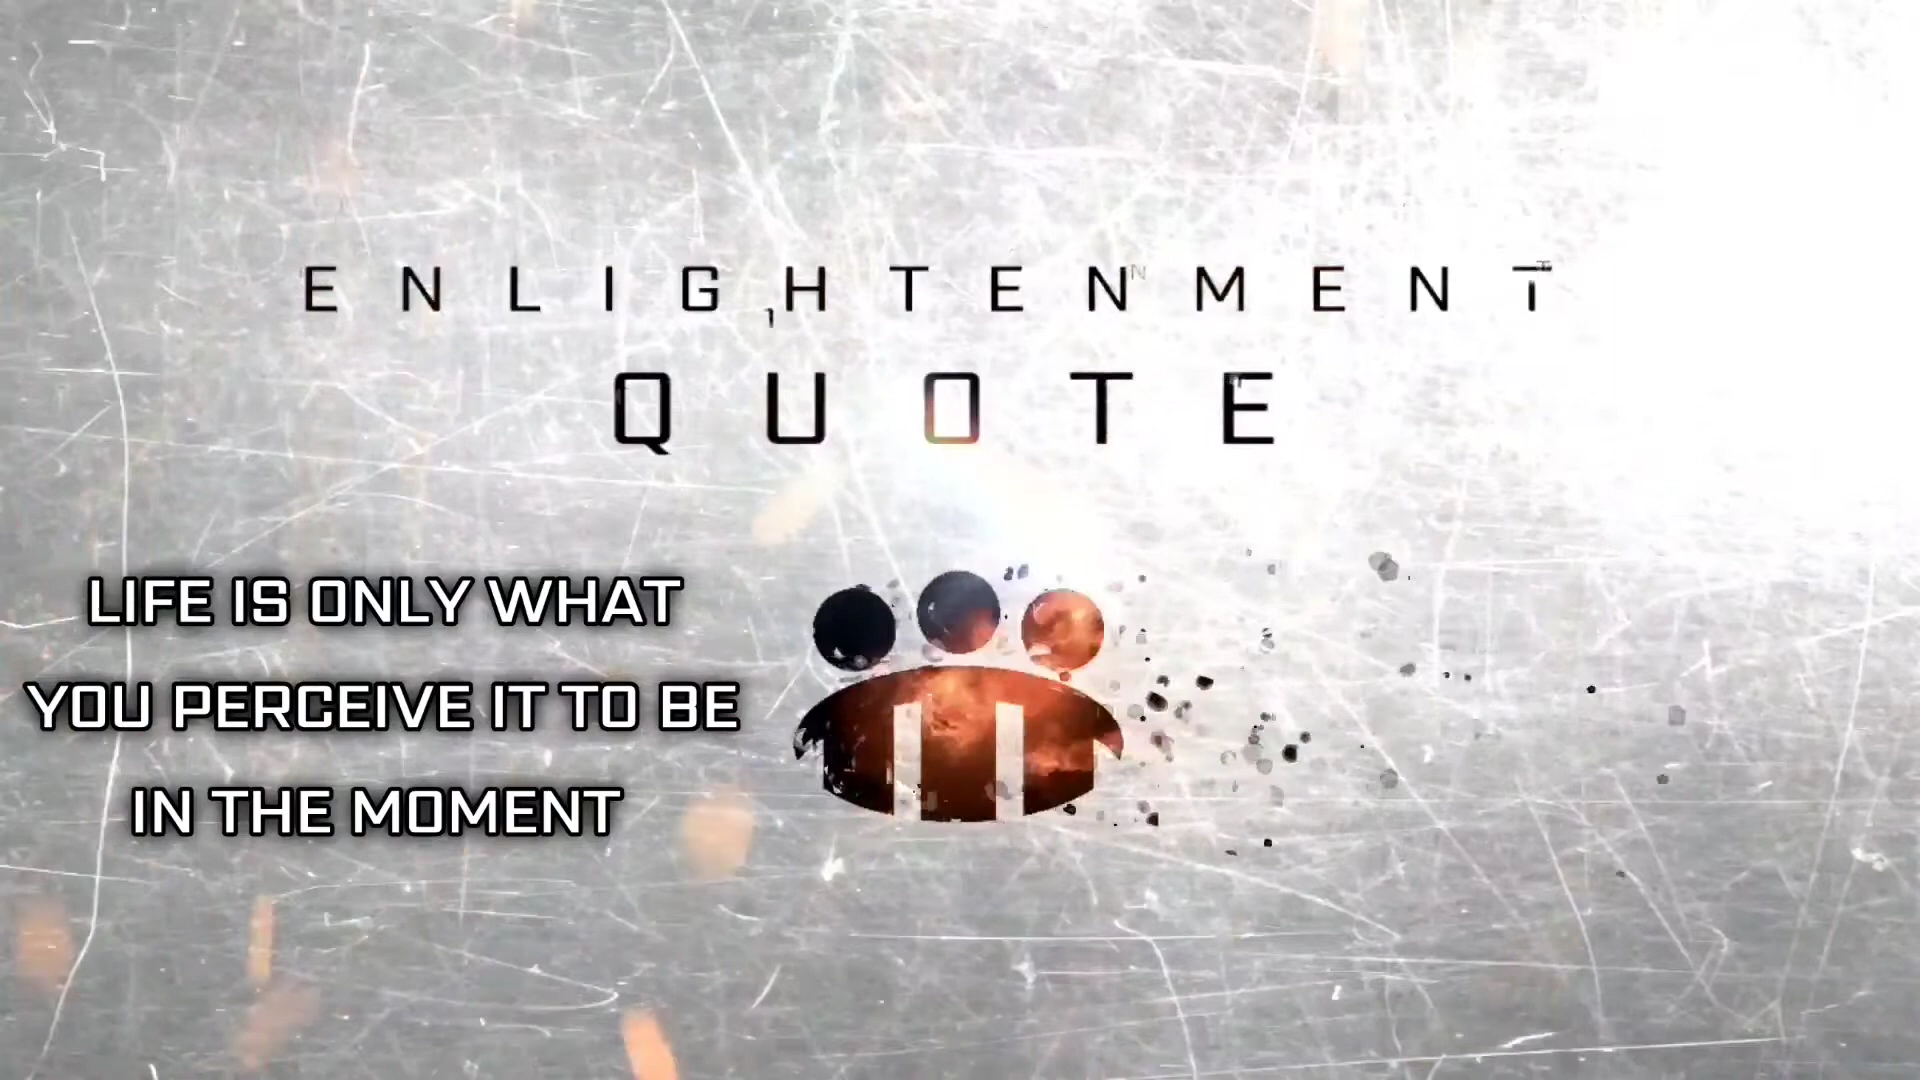 ENLIGHTENMENT
QUOTE
LIFE IS ONLY WHAT
YOU PERCEIVE IT TO BE
IN THE MOMENT